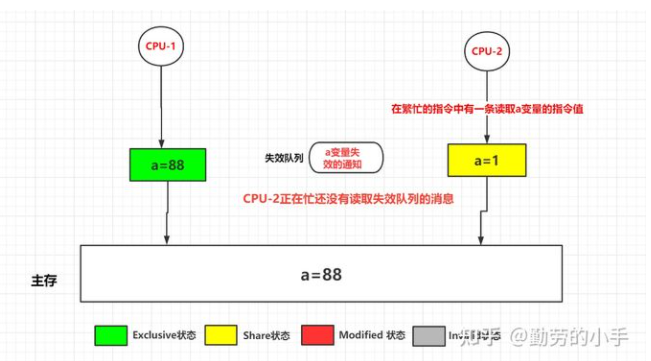 CPU-1
CPU-2
在繁忙的指令中有一条读取a变量的指令值
a=88
失效队列
a变量失
效的通知
a=1
CPU-2正在忙还没有读取失效队列的消息
主存
a=88
Exclusive状态
Share状态
Modified 状态
知乎 @勤劳的小手